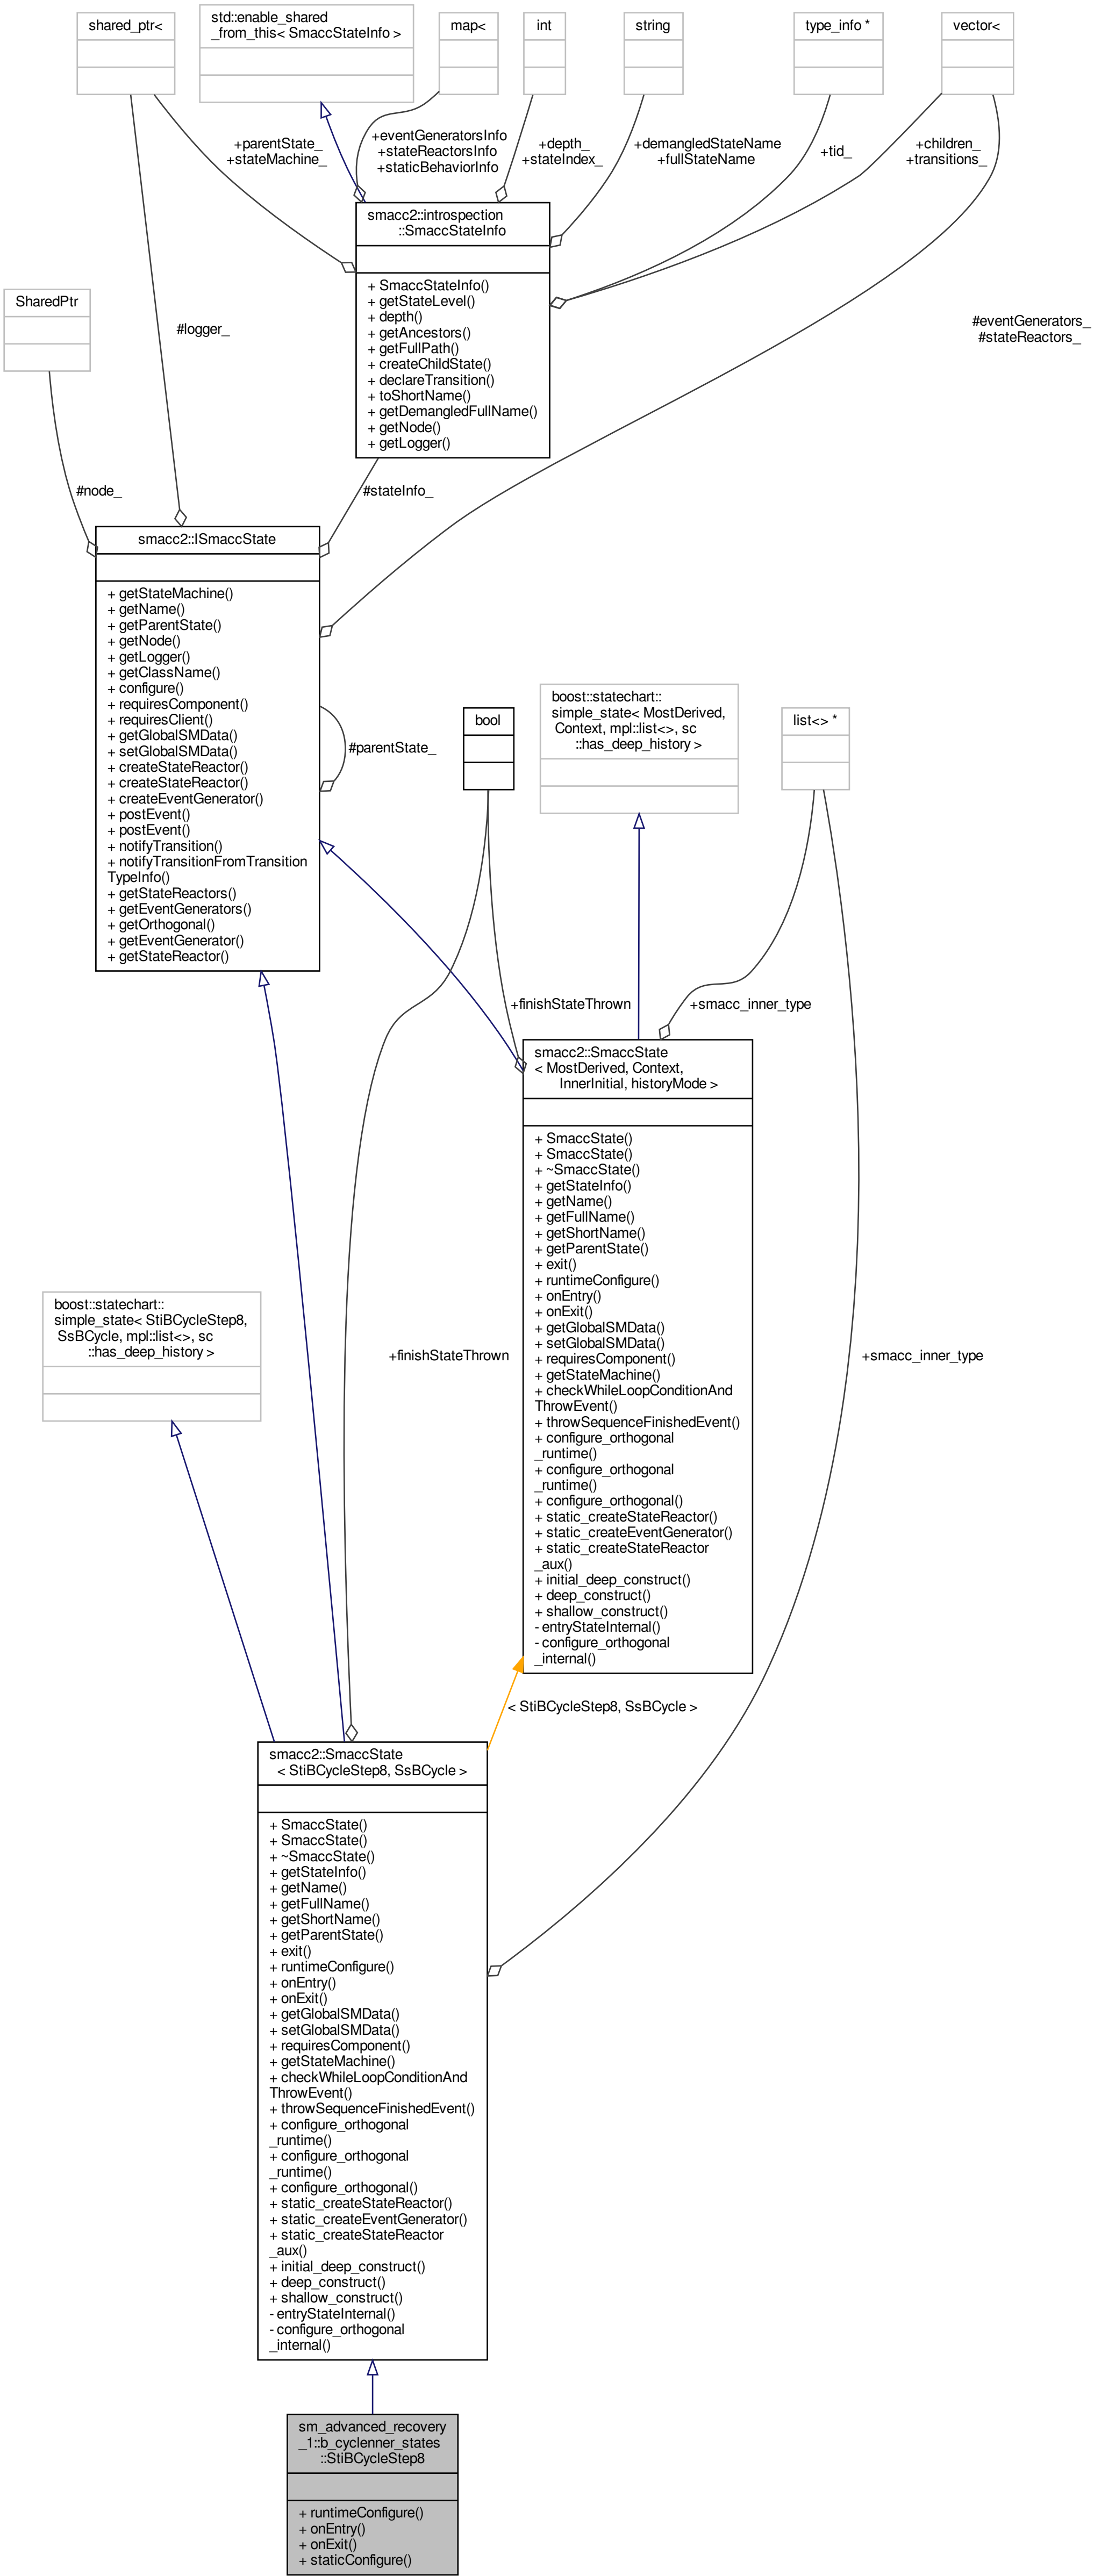 shared_ptr<
std::enable_shared
_from_this< SmaccStateInfo >
map<
int
string
type_info *
vector<
+parentState_
+stateMachine_
+eventGeneratorsInfo
+stateReactorsInfo
+staticBehaviorInfo
+depth_
+stateIndex_
+demangledStateName
+fullStateName
+tid_
+children_
+transitions_
smacc2::introspection
::SmaccStateInfo
+ SmaccStateInfo()
+ getStateLevel()
+ depth()
+ getAncestors()
+ getFullPath()
+ createChildState()
+ declareTransition()
+ toShortName()
+ getDemangledFullName()
+ getNode()
+ getLogger()
SharedPtr
#logger_
#eventGenerators_
#stateReactors_
#node_
#stateInfo_
smacc2::ISmaccState
+ getStateMachine()
+ getName()
+ getParentState()
+ getNode()
+ getLogger()
+ getClassName()
+ configure()
+ requiresComponent()
+ requiresClient()
+ getGlobalSMData()
+ setGlobalSMData()
+ createStateReactor()
+ createStateReactor()
+ createEventGenerator()
+ postEvent()
+ postEvent()
+ notifyTransition()
+ notifyTransitionFromTransition
TypeInfo()
+ getStateReactors()
+ getEventGenerators()
+ getOrthogonal()
+ getEventGenerator()
+ getStateReactor()
#parentState_
bool
boost::statechart::
simple_state< MostDerived,
Context, mpl::list<>, sc
::has_deep_history >
list<> *
+finishStateThrown
+smacc_inner_type
smacc2::SmaccState
< MostDerived, Context,
InnerInitial, historyMode >
+ SmaccState()
+ SmaccState()
+ ~SmaccState()
+ getStateInfo()
+ getName()
+ getFullName()
+ getShortName()
+ getParentState()
+ exit()
+ runtimeConfigure()
+ onEntry()
+ onExit()
+ getGlobalSMData()
+ setGlobalSMData()
+ requiresComponent()
+ getStateMachine()
+ checkWhileLoopConditionAnd
ThrowEvent()
+ throwSequenceFinishedEvent()
+ configure_orthogonal
_runtime()
+ configure_orthogonal
_runtime()
+ configure_orthogonal()
+ static_createStateReactor()
+ static_createEventGenerator()
+ static_createStateReactor
_aux()
+ initial_deep_construct()
+ deep_construct()
+ shallow_construct()
- entryStateInternal()
- configure_orthogonal
_internal()
boost::statechart::
simple_state< StiBCycleStep8,
SsBCycle, mpl::list<>, sc
::has_deep_history >
+finishStateThrown
+smacc_inner_type
< StiBCycleStep8, SsBCycle >
smacc2::SmaccState
< StiBCycleStep8, SsBCycle >
+ SmaccState()
+ SmaccState()
+ ~SmaccState()
+ getStateInfo()
+ getName()
+ getFullName()
+ getShortName()
+ getParentState()
+ exit()
+ runtimeConfigure()
+ onEntry()
+ onExit()
+ getGlobalSMData()
+ setGlobalSMData()
+ requiresComponent()
+ getStateMachine()
+ checkWhileLoopConditionAnd
ThrowEvent()
+ throwSequenceFinishedEvent()
+ configure_orthogonal
_runtime()
+ configure_orthogonal
_runtime()
+ configure_orthogonal()
+ static_createStateReactor()
+ static_createEventGenerator()
+ static_createStateReactor
_aux()
+ initial_deep_construct()
+ deep_construct()
+ shallow_construct()
- entryStateInternal()
- configure_orthogonal
_internal()
sm_advanced_recovery
_1::b_cyclenner_states
::StiBCycleStep8
+ runtimeConfigure()
+ onEntry()
+ onExit()
+ staticConfigure()